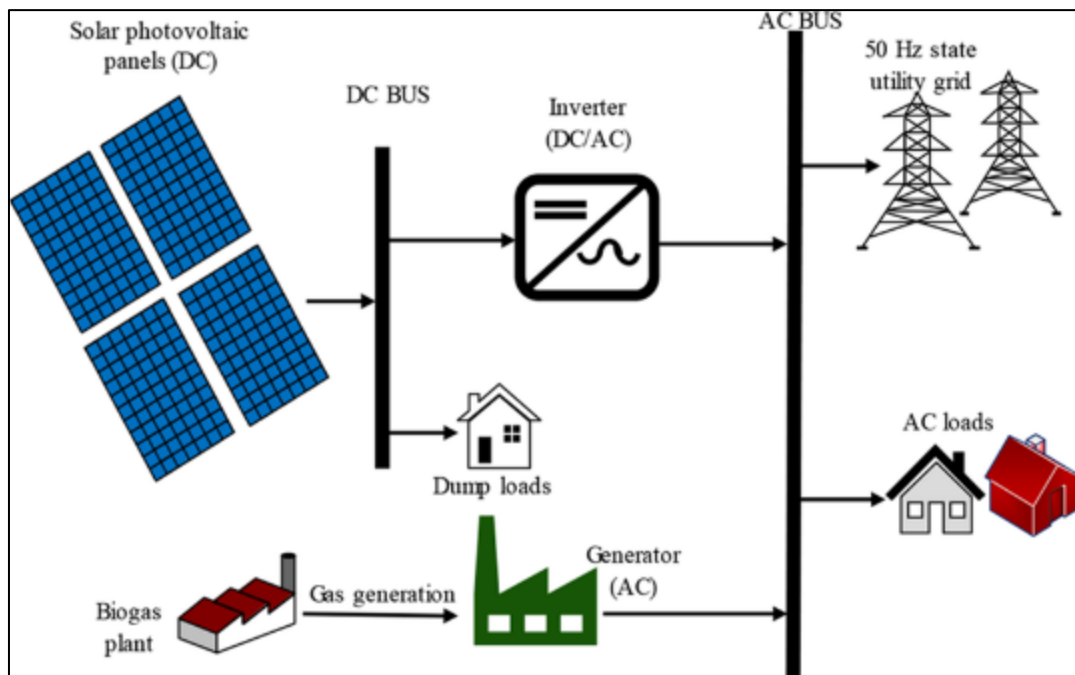 Solar photovoltaic
panels (DC)
DC BUS
Inverter
(DC/AC)
AC BUS
50 Hz state
utility grid
Dump loads
AC loads
Biogas
plant
Gas generation
Generator
(AC)